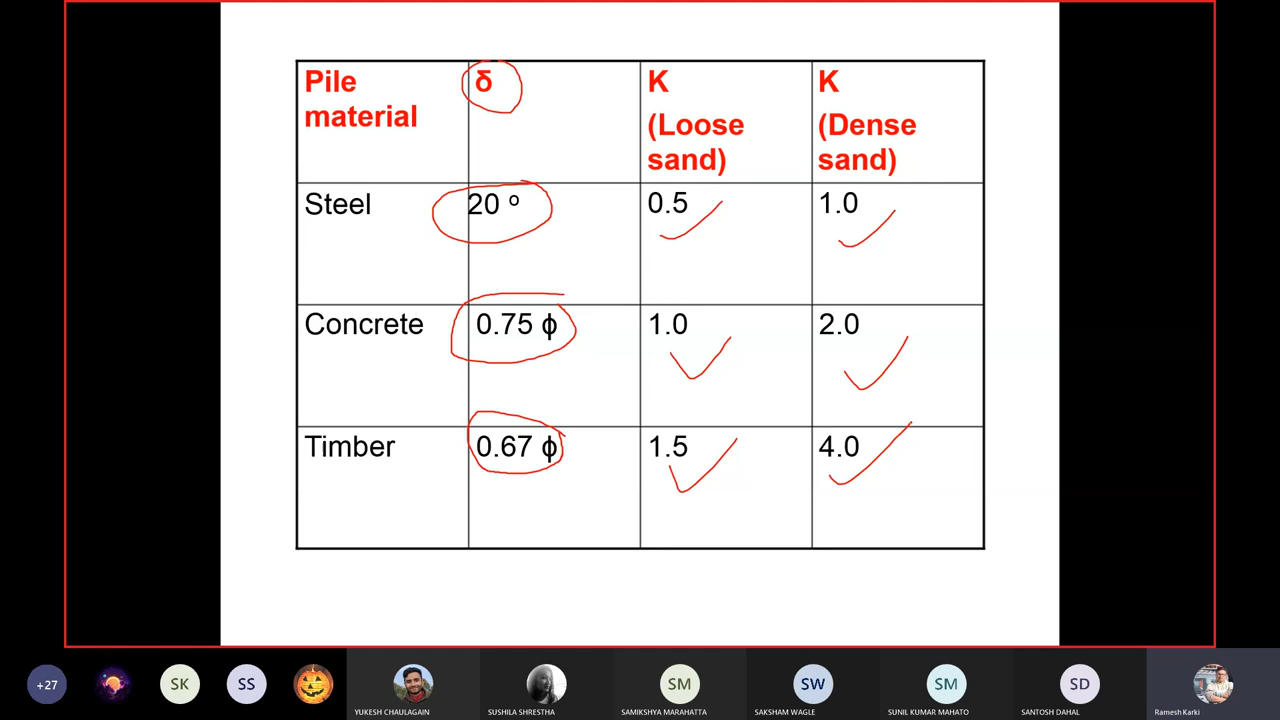 Pile material
δ
K (Loose sand)
K (Dense sand)
Steel
20 º
0.5
1.0
Concrete
0.75 ϕ
1.0
2.0
Timber
0.67 ϕ
1.5
4.0
+27
SK
SS
SM
SW
SM
SD
YUKESH CHAULAGAIN
SUSHILA SHRESTHA
SAMIKSHYA MARAHATTA
SAKSHAM WAGLE
SUNIL KUMAR MAHATO
SANTOSH DAHAL
Ramesh Karki